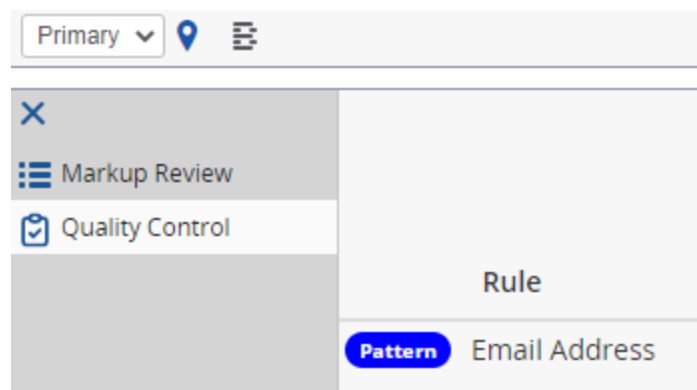 Primary
Markup Review
Quality Control
Rule
Pattern Email Address